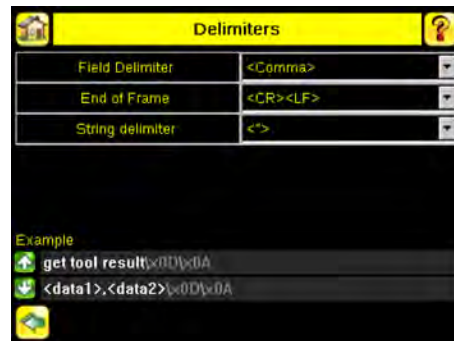 Delimiters
Field Delimiter <Comma>
End of Frame <CR><LF>
String delimiter <">
Example
get tool result\x0D\x0A
<data1>,<data2>\x0D\x0A